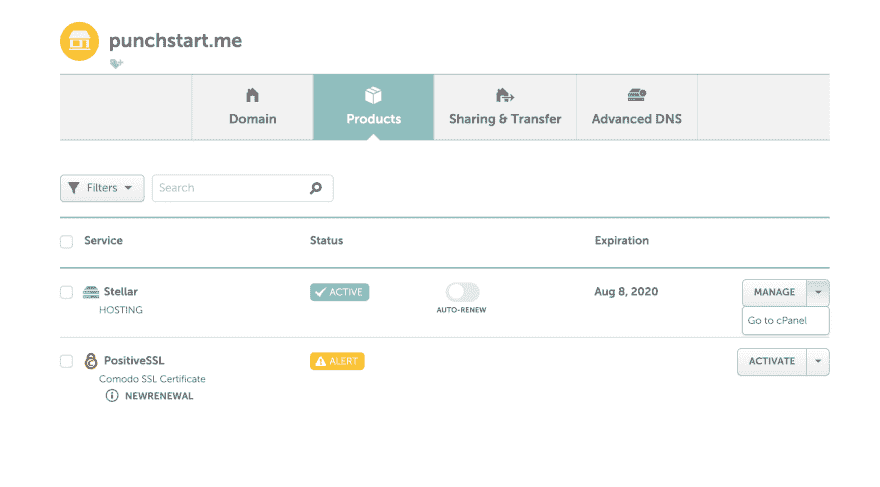 punchstart.me
Domain
Products
Sharing & Transfer
Advanced DNS
Filters
Search
Service Status Expiration
Stellar
HOSTING
ACTIVE
AUTO-RENEW
Aug 8, 2020
MANAGE
Go to cPanel
PositiveSSL
Comodo SSL Certificate
NEWRENEWAL
ALERT
ACTIVATE